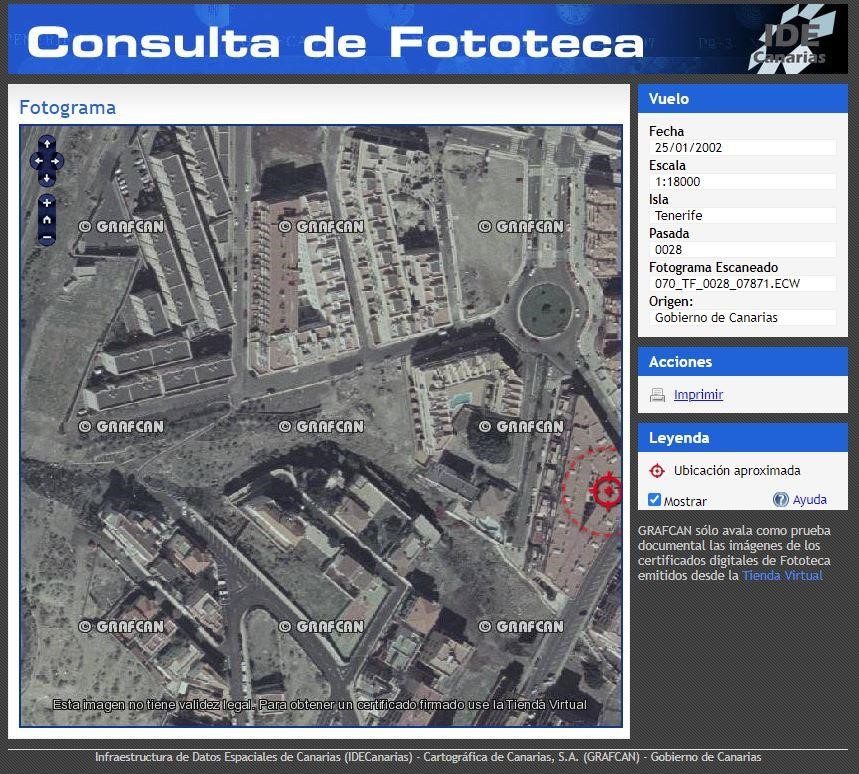 Consulta de Fototeca
IDE
Canarias
Fotograma
© GRAFCAN © GRAFCAN © GRAFCAN
© GRAFCAN © GRAFCAN © GRAFCAN
© GRAFCAN © GRAFCAN © GRAFCAN
Esta imagen no tiene validez legal. Para obtener un certificado firmado use la Tienda Virtual
Vuelo
Fecha
25/01/2002
Escala
1:18000
Isla
Tenerife
Pasada
0028
Fotograma Escaneado
070_TF_0028_07871.ECW
Origen:
Gobierno de Canarias
Acciones
Imprimir
Leyenda
Ubicación aproximada
Mostrar
Ayuda
GRAFCAN sólo avala como prueba
documental las imágenes de los
certificados digitales de Fototeca
emitidos desde la Tienda Virtual
Infraestructura de Datos Espaciales de Canarias (IDECanarias) - Cartográfica de Canarias, S.A. (GRAFCAN) - Gobierno de Canarias